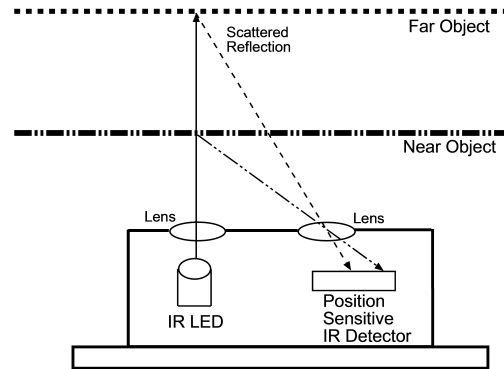 Far Object
Scattered
Reflection
Near Object
Lens
Lens
IR LED
Position
Sensitive
IR Detector